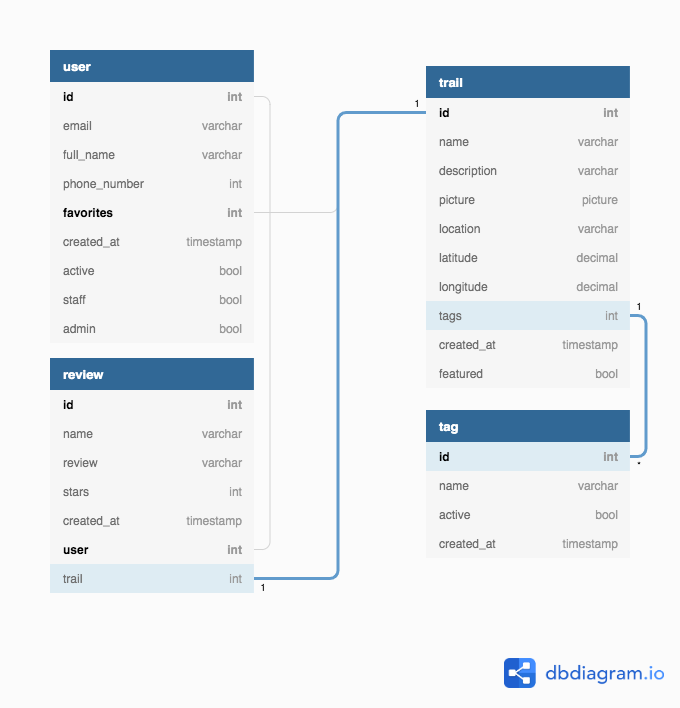 user
id int
email varchar
full_name varchar
phone_number int
favorites int
created_at timestamp
active bool
staff bool
admin bool
review
id int
name varchar
review varchar
stars int
created_at timestamp
user int
trail int
1
trail
1
id int
name varchar
description varchar
picture picture
location varchar
latitude decimal
longitude decimal
1
tags int
created_at timestamp
featured bool
tag
id int
*
name varchar
active bool
created_at timestamp
dbdiagram.io